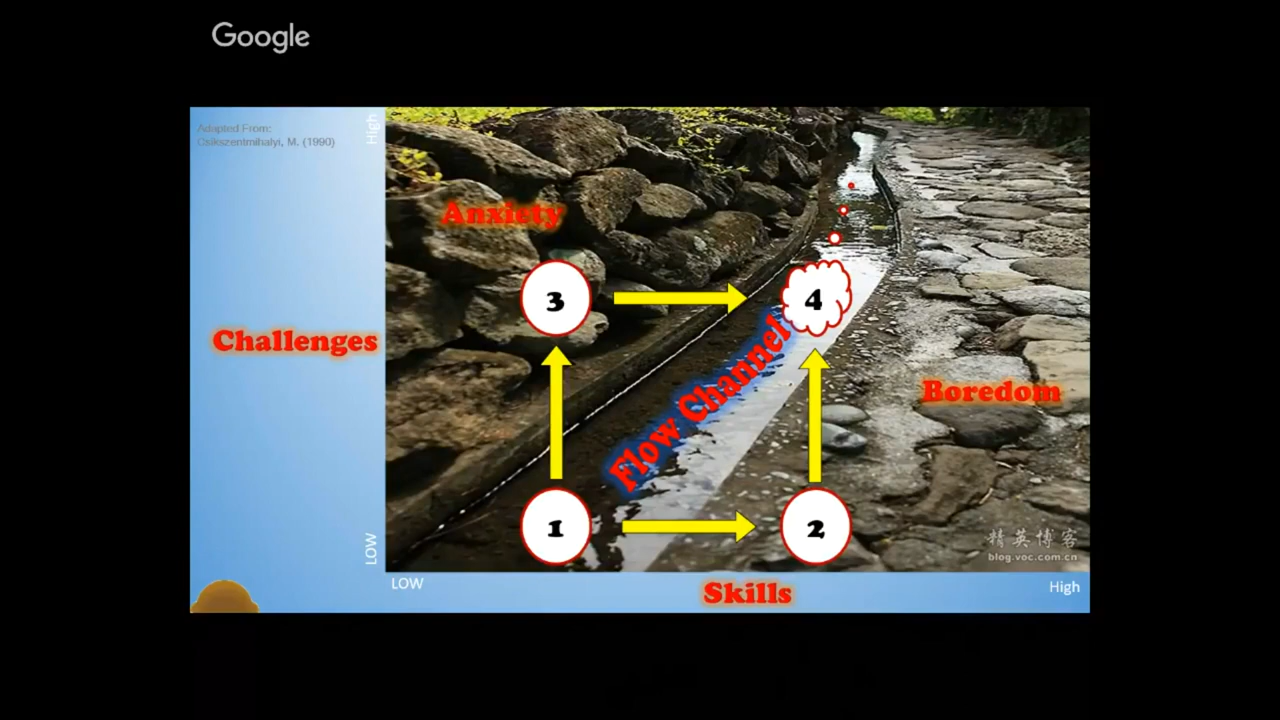 Google
Adapted From:
Csikszentmihalyi, M. (1990)
High
Anxiety
3
4
Challenges
Flow Channel
Boredom
1
2
精英博客
blog.voc.com.cn
LOW
LOW
Skills
High